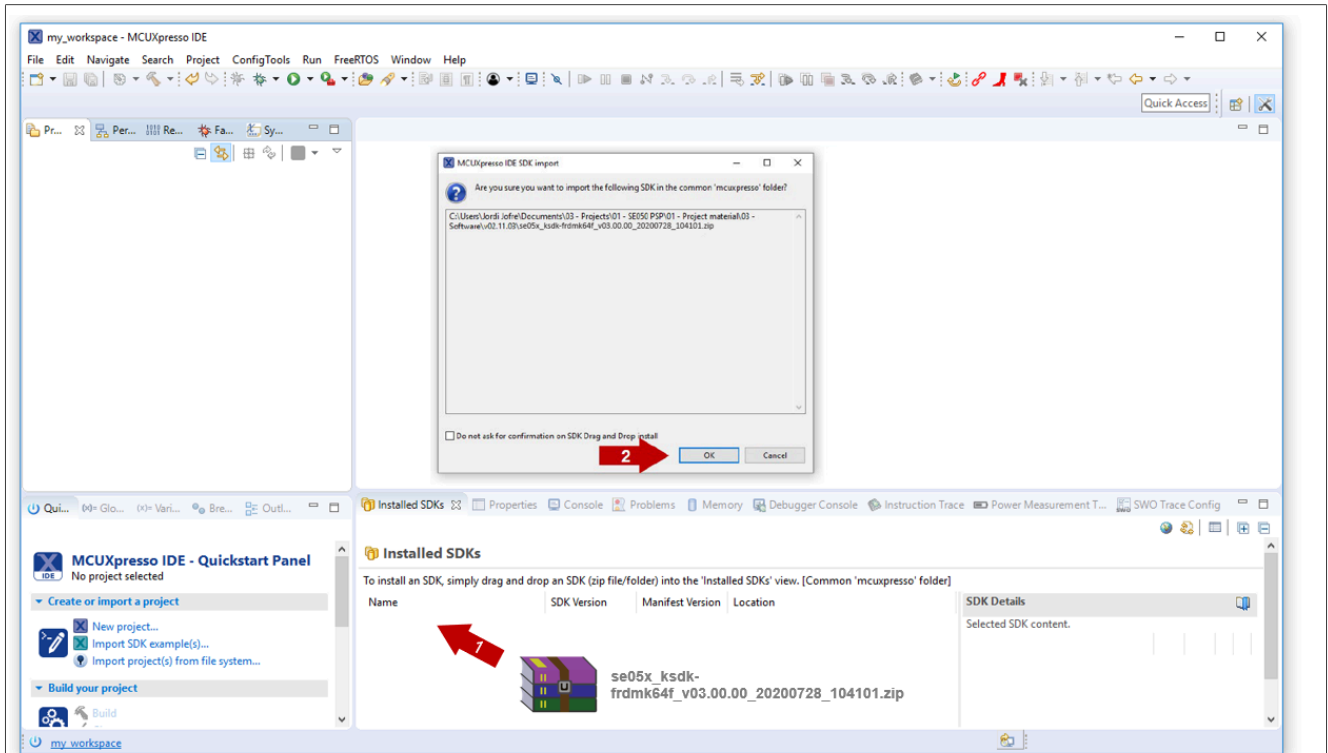 my_workspace - MCUXpresso IDE
File Edit Navigate Search Project ConfigTools Run FreeRTOS Window Help
Quick Access
Pr... Per... Re... Fa... Sy...
MCUXpresso IDE SDK import
Are you sure you want to import the following SDK in the common 'mcuxpresso' folder?
C:\Users\Jordi Jofre\Documents\03 - Projects\01 - SE050 PSP\01 - Project material\03 -
Software\v02.11.03\se05x_ksdk-frdmk64f_v03.00.00_20200728_104101.zip
Do not ask for confirmation on SDK Drag and Drop install
2
OK Cancel
Qui... Glo... (x)= Vari... Bre... Outl...
Installed SDKs Properties Console Problems Memory Debugger Console Instruction Trace Power Measurement T... SWO Trace Config
MCUXpresso IDE - Quickstart Panel
IDE
No project selected
Create or import a project
New project...
Import SDK example(s)...
Import project(s) from file system...
Build your project
Build
Installed SDKs
To install an SDK, simply drag and drop an SDK (zip file/folder) into the 'Installed SDKs' view. [Common 'mcuxpresso' folder]
Name SDK Version Manifest Version Location
SDK Details
Selected SDK content.
1
se05x_ksdk-
frdmk64f_v03.00.00_20200728_104101.zip
my_workspace